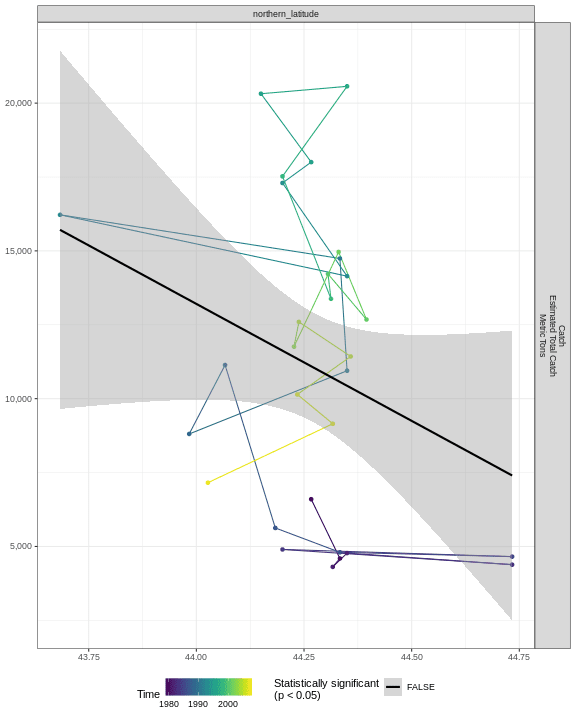 northern_latitude
20,000
15,000
10,000
5,000
Catch
Estimated Total Catch
Metric Tons
43.75
44.00
44.25
44.50
44.75
Time
1980
1990
2000
Statistically significant
(p < 0.05)
FALSE